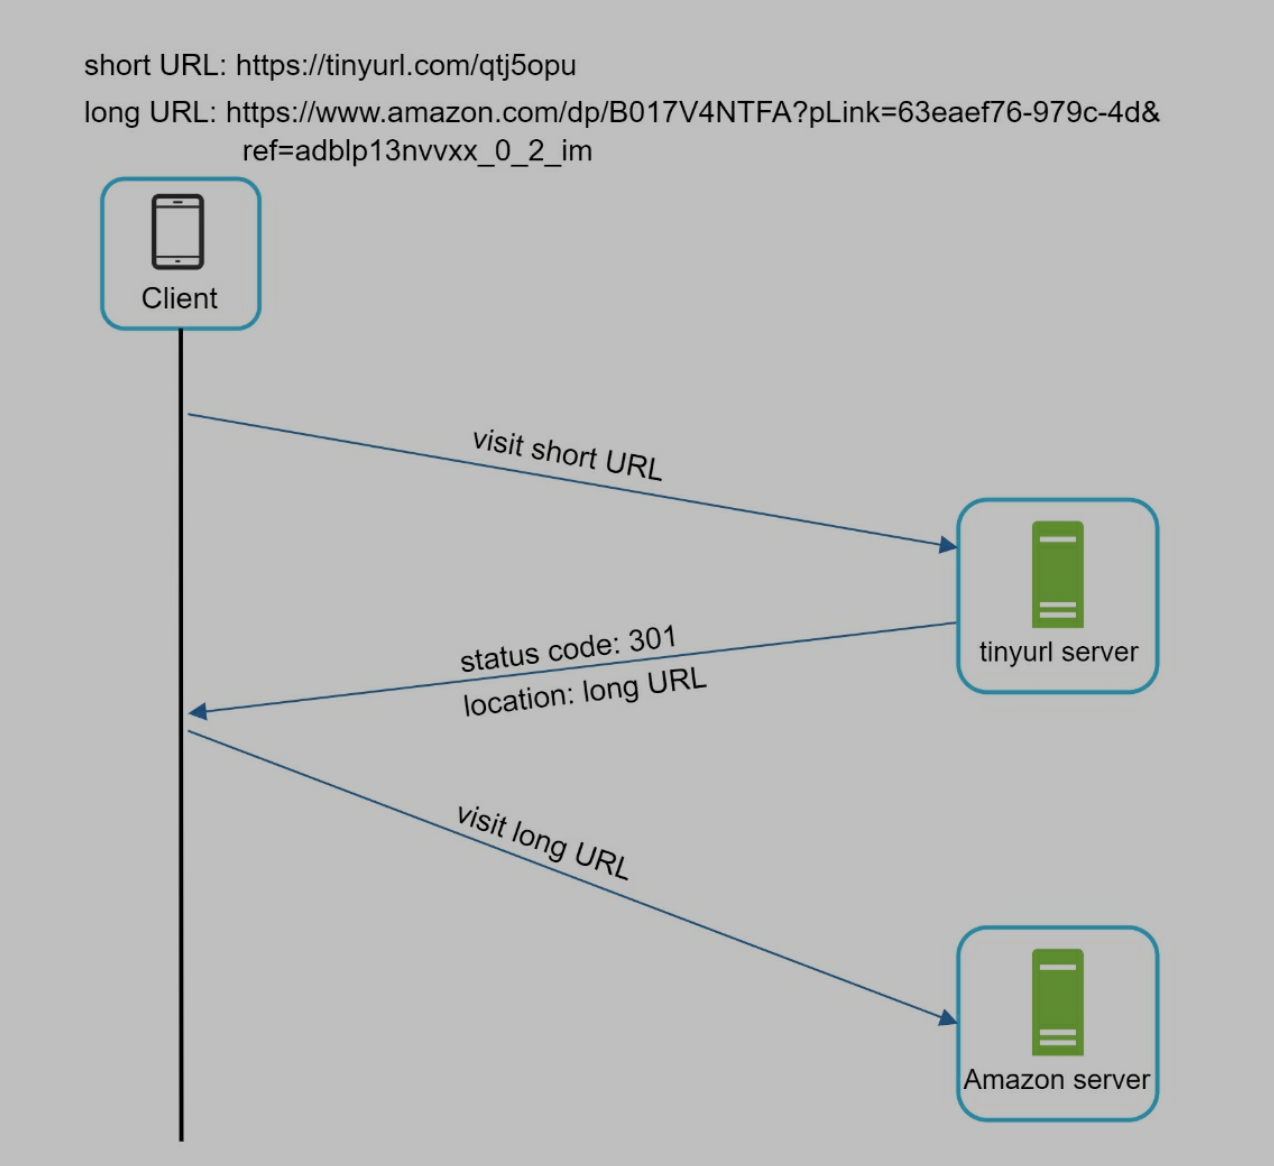 short URL: https://tinyurl.com/qtj5opu
long URL: https://www.amazon.com/dp/B017V4NTFA?pLink=63eaef76-979c-4d&
ref=adblp13nvvxx_0_2_im
Client
visit short URL
tinyurl server
status code: 301
location: long URL
visit long URL
Amazon server